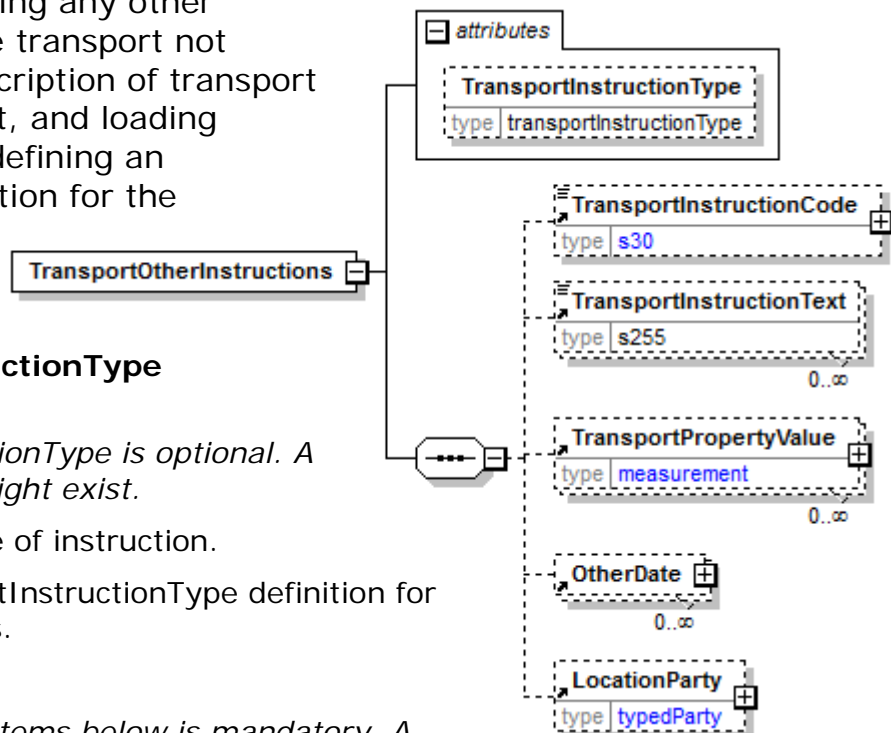 ing any other
e transport not
cription of transport
t, and loading
defining an
tion for the
attributes
TransportInstructionType
type transportInstructionType
TransportOtherInstructions
TransportInstructionCode
type s30
TransportInstructionText
type s255
0..∞
TransportPropertyValue
type measurement
0..∞
OtherDate
0..∞
LocationParty
type typedParty
uctionType
ionType is optional. A
ight exist.
e of instruction.
tInstructionType definition for
s.
items below is mandatory. A